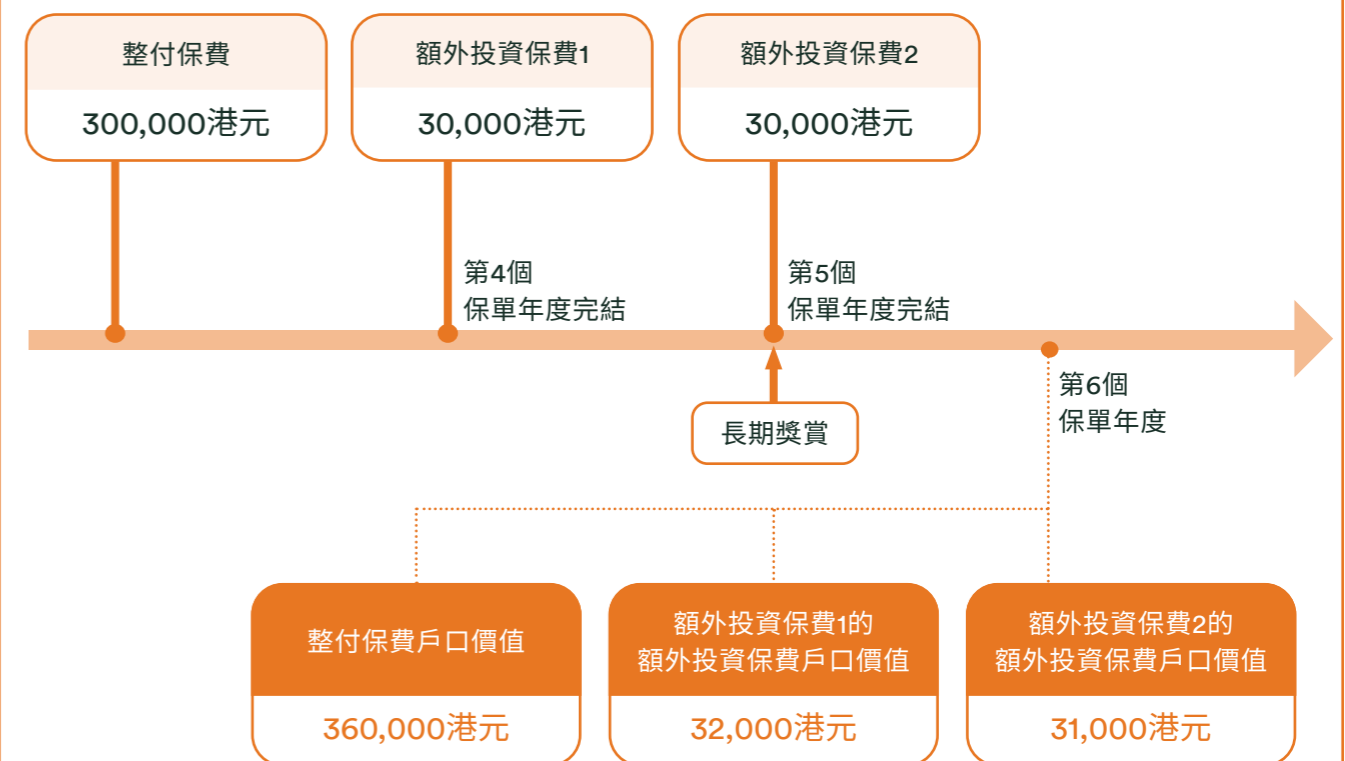 整付保費
300,000港元
額外投資保費1
30,000港元
額外投資保費2
30,000港元
第4個
保單年度完結
第5個
保單年度完結
長期獎賞
第6個
保單年度
整付保費戶口價值
360,000港元
額外投資保費1的
額外投資保費戶口價值
32,000港元
額外投資保費2的
額外投資保費戶口價值
31,000港元